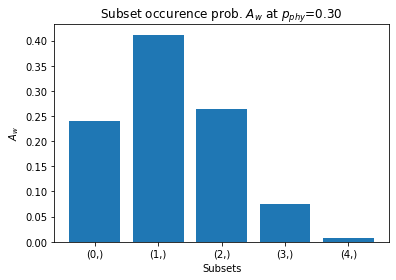 Subset occurence prob. A_w at p_phy=0.30
A_w
0.40
0.35
0.30
0.25
0.20
0.15
0.10
0.05
0.00
(0,) (1,) (2,) (3,) (4,)
Subsets